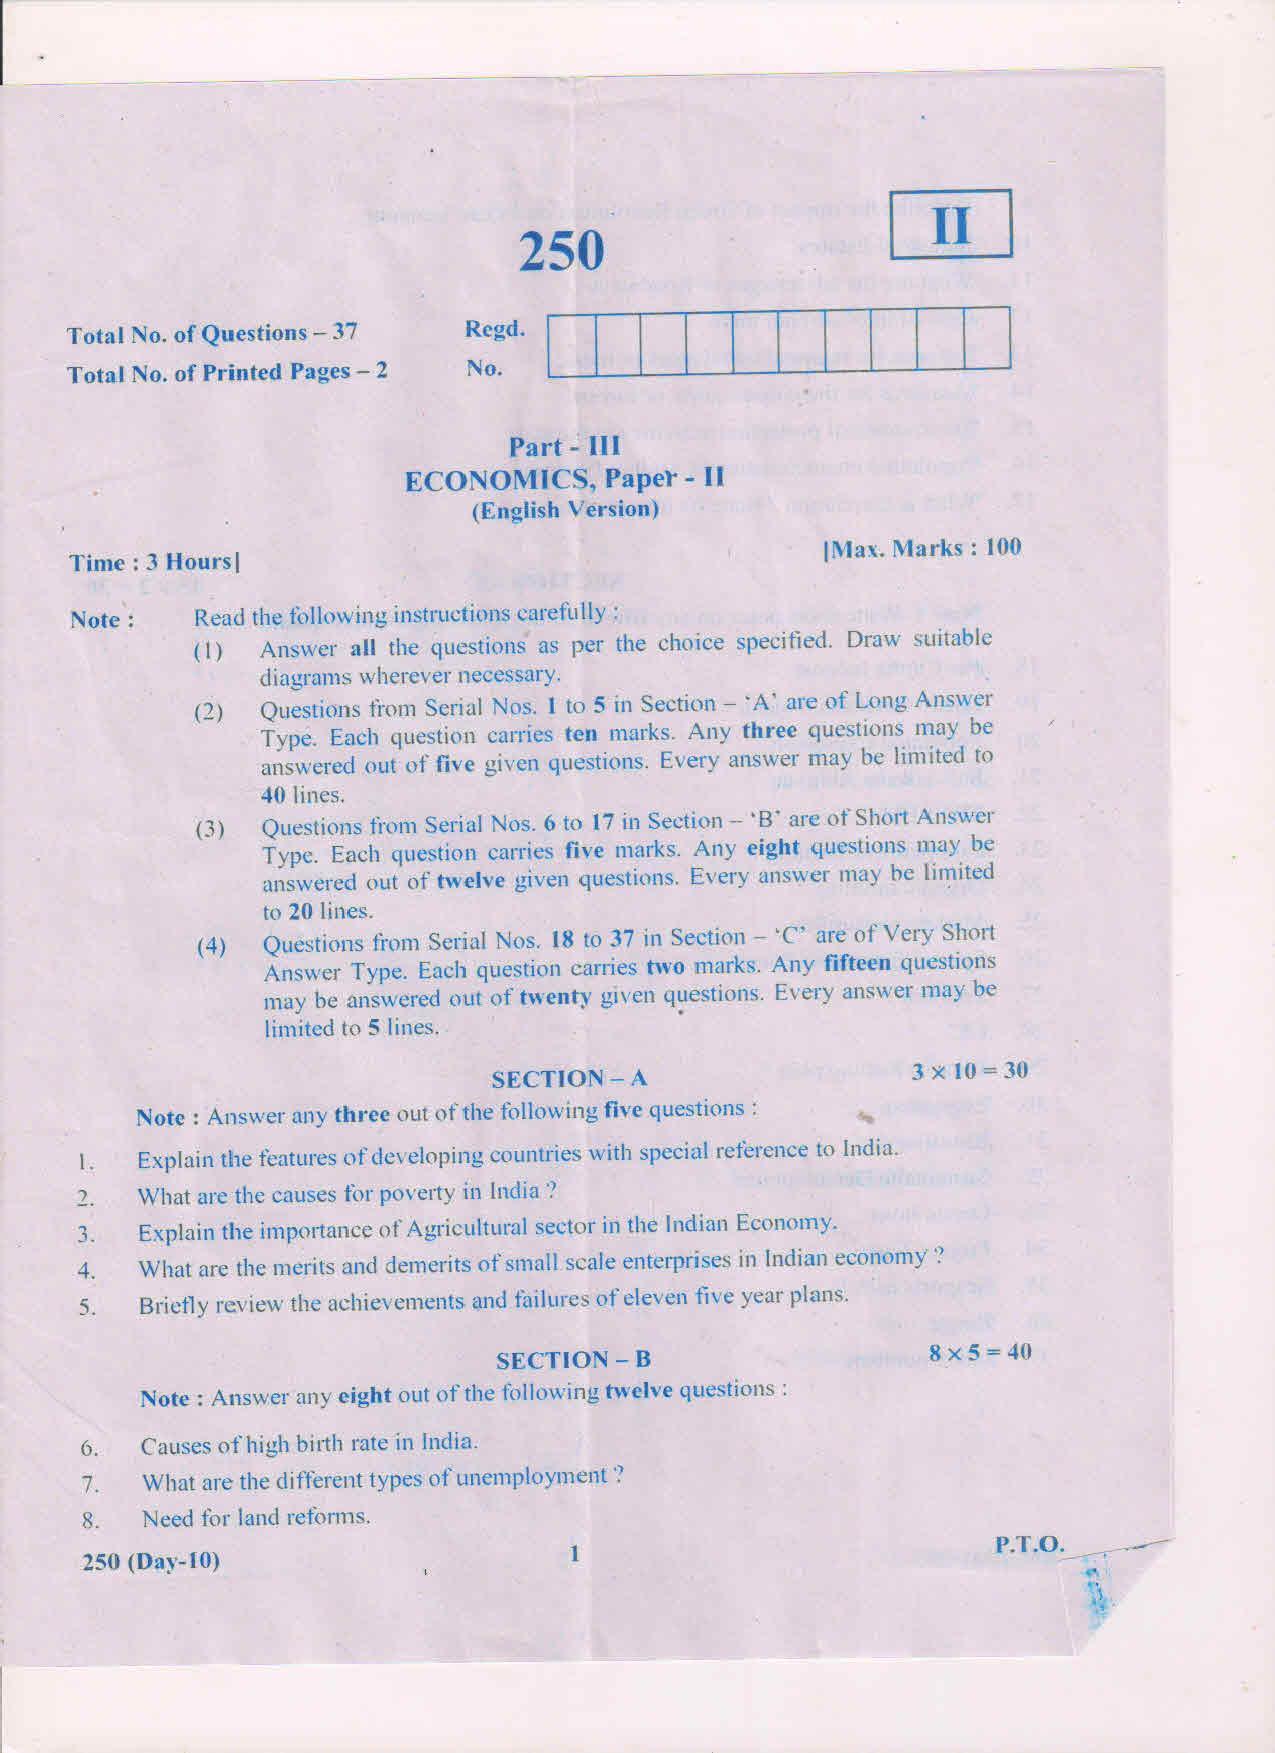 II
250
Total No. of Questions – 37
Regd.
Total No. of Printed Pages – 2
No.
Part - III
ECONOMICS, Paper - II
(English Version)
Time : 3 Hours]
[Max. Marks : 100
Note : Read the following instructions carefully :
(1) Answer all the questions as per the choice specified. Draw suitable
diagrams wherever necessary.
(2) Questions from Serial Nos. 1 to 5 in Section – ‘A’ are of Long Answer
Type. Each question carries ten marks. Any three questions may be
answered out of five given questions. Every answer may be limited to
40 lines.
(3) Questions from Serial Nos. 6 to 17 in Section – ‘B’ are of Short Answer
Type. Each question carries five marks. Any eight questions may be
answered out of twelve given questions. Every answer may be limited
to 20 lines.
(4) Questions from Serial Nos. 18 to 37 in Section – ‘C’ are of Very Short
Answer Type. Each question carries two marks. Any fifteen questions
may be answered out of twenty given questions. Every answer may be
limited to 5 lines.
SECTION – A 3 × 10 = 30
Note : Answer any three out of the following five questions :
1. Explain the features of developing countries with special reference to India.
2. What are the causes for poverty in India ?
3. Explain the importance of Agricultural sector in the Indian Economy.
4. What are the merits and demerits of small scale enterprises in Indian economy ?
5. Briefly review the achievements and failures of eleven five year plans.
SECTION – B 8 × 5 = 40
Note : Answer any eight out of the following twelve questions :
6. Causes of high birth rate in India.
7. What are the different types of unemployment ?
8. Need for land reforms.
250 (Day-10) 1 P.T.O.